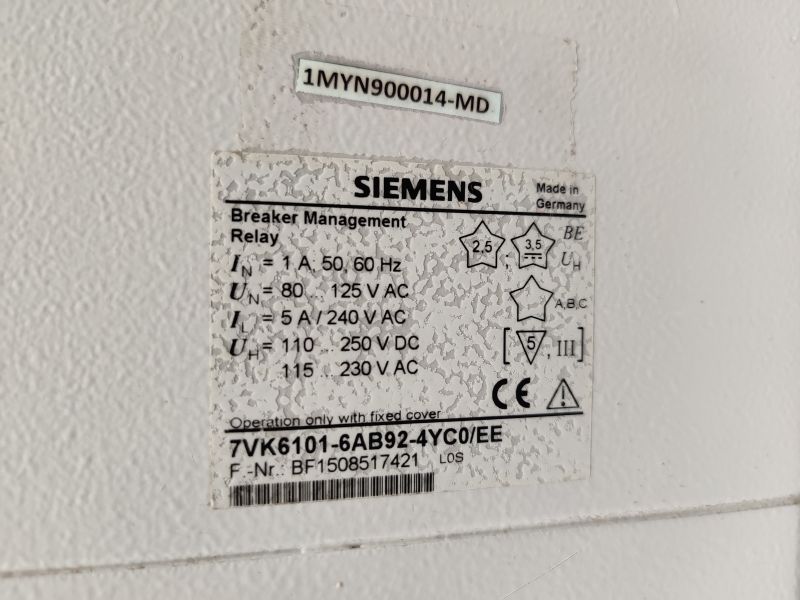 1MYN900014-MD
SIEMENS
Made in
Germany
Breaker Management
Relay
IN = 1 A; 50, 60 Hz
UN = 80 ... 125 V AC
IL = 5 A / 240 V AC
UH = 110 ... 250 V DC
115 ... 230 V AC
2,5 ; 3,5 BE
UH
A,B,C
[5, III]
CE
Operation only with fixed cover
7VK6101-6AB92-4YC0/EE
F.-Nr.: BF1508517421 LOS